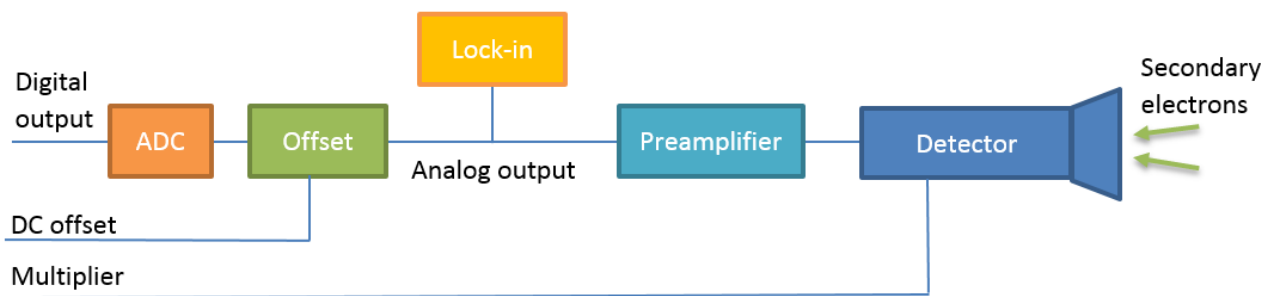 Lock-in
Digital
output
ADC
Offset
Analog output
Preamplifier
Detector
Secondary
electrons
DC offset
Multiplier